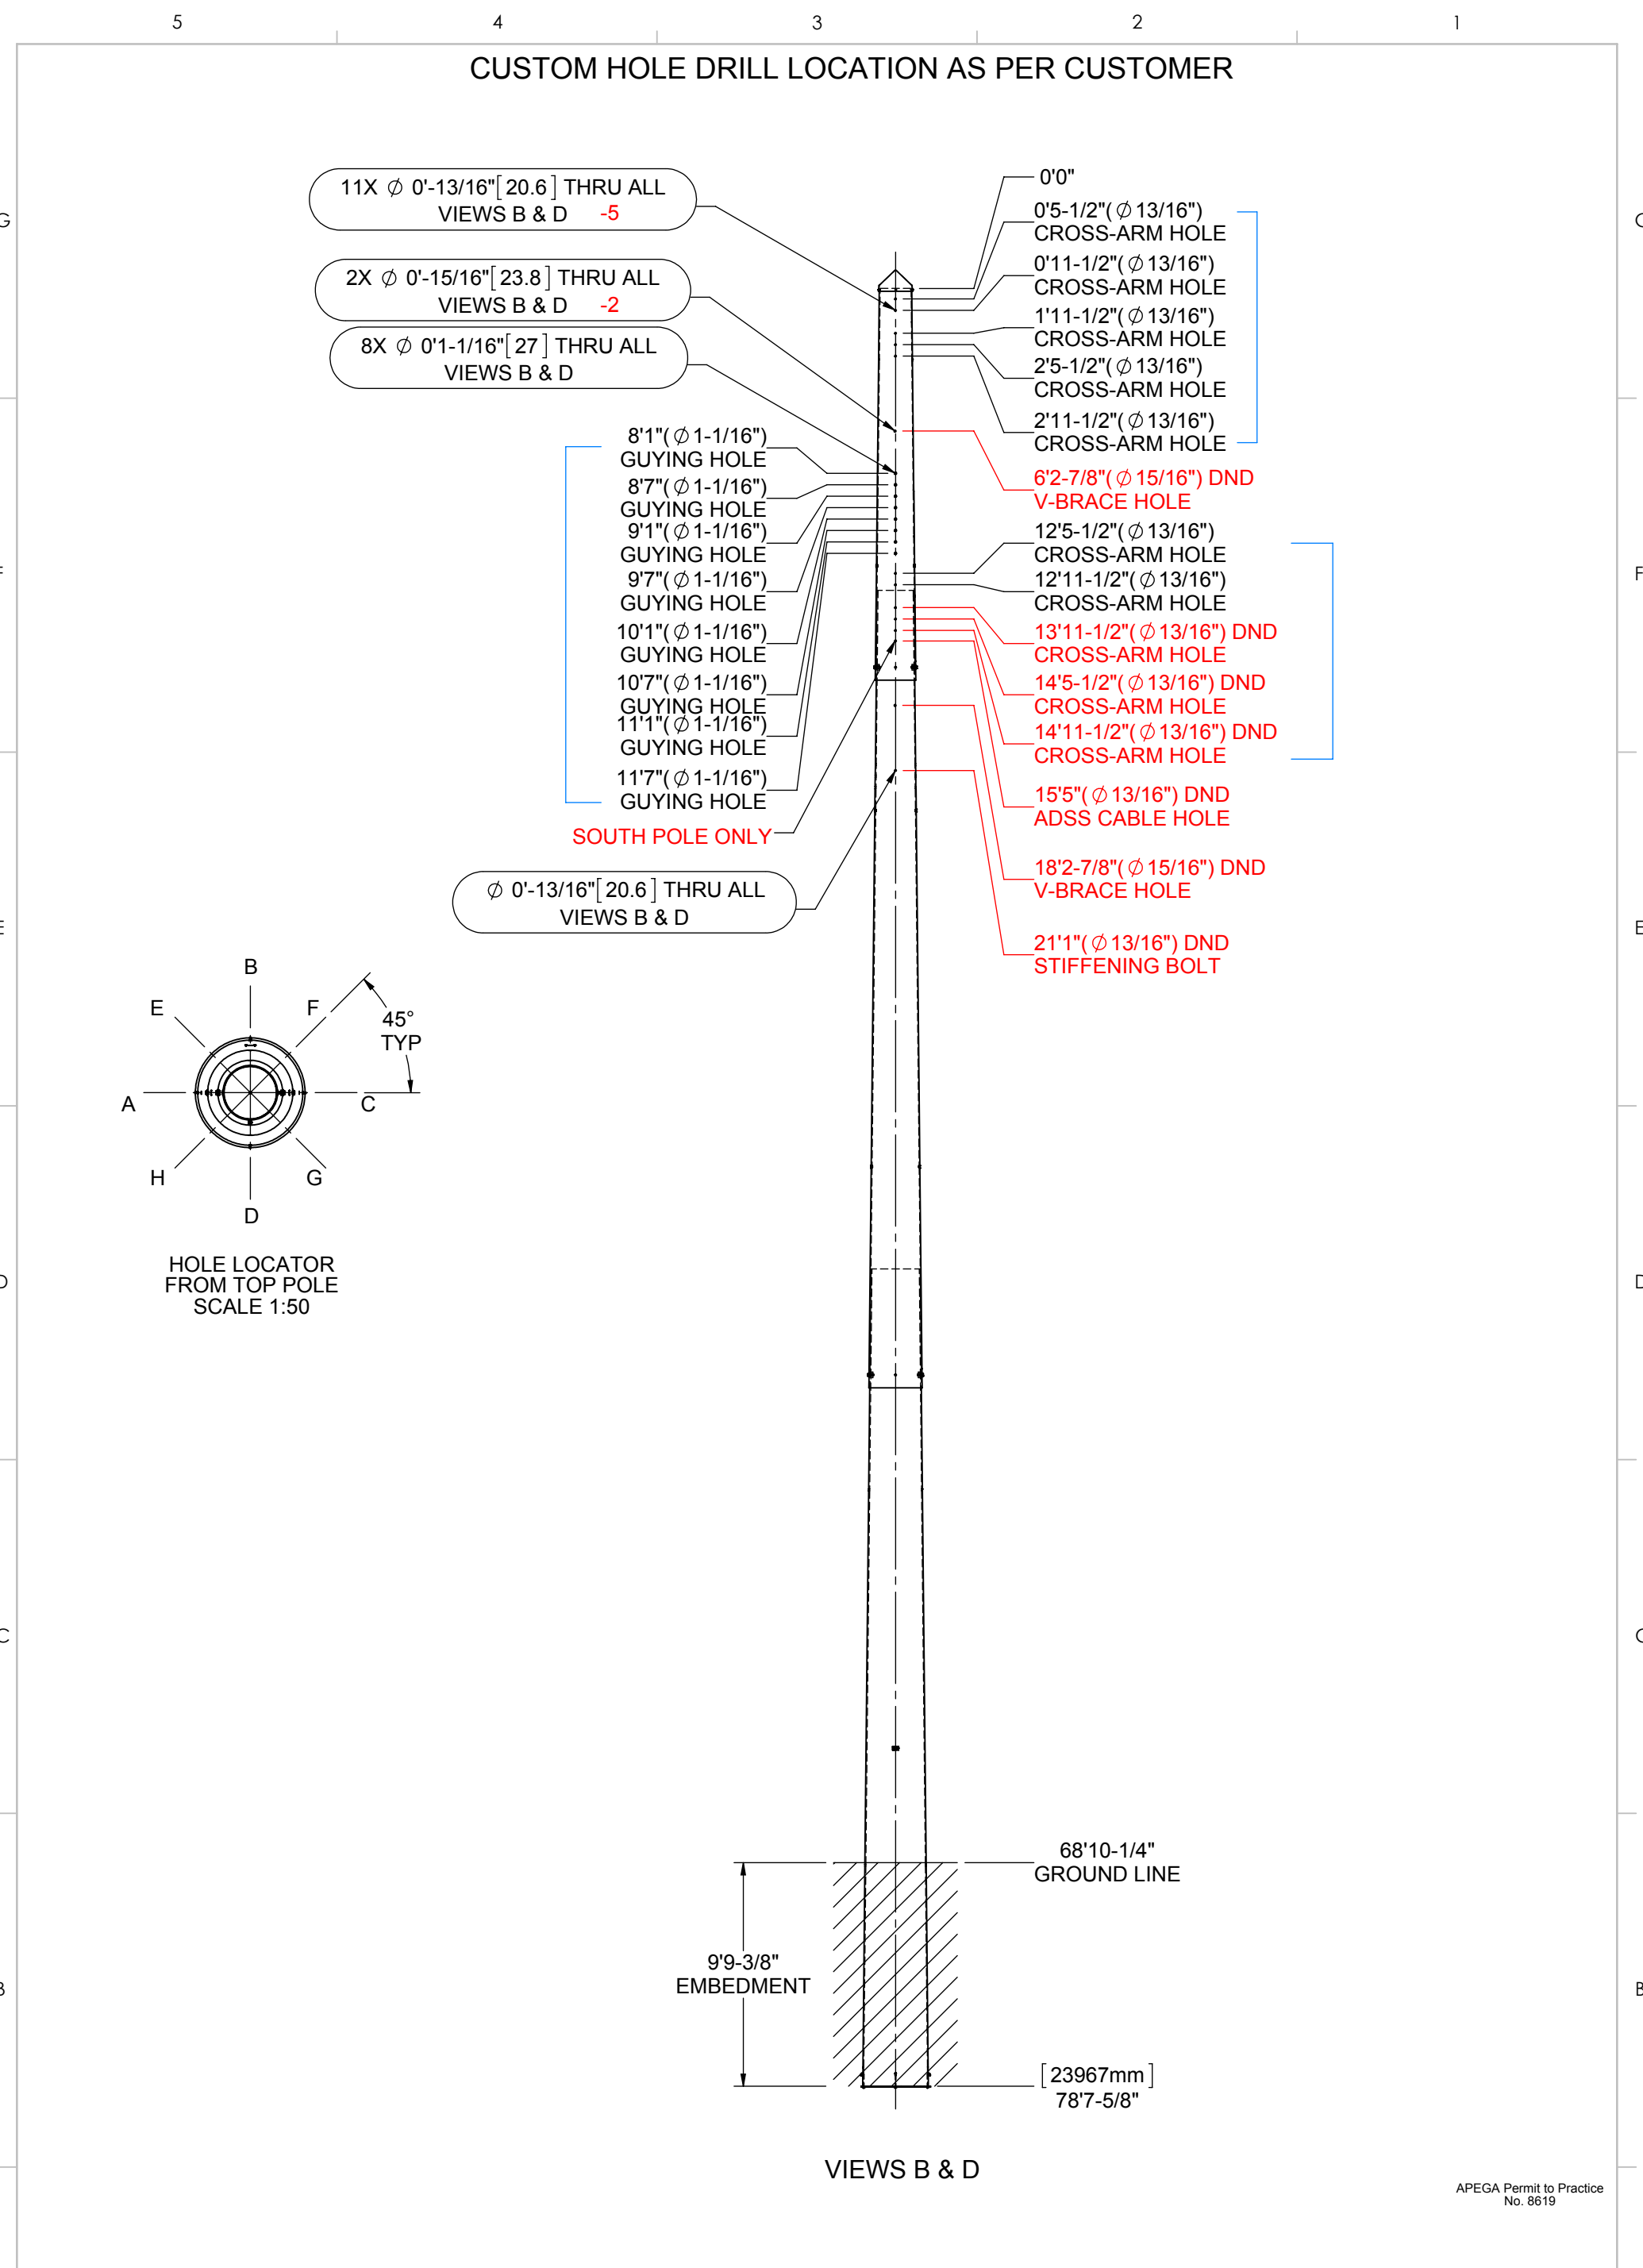 5 4 3 2 1
CUSTOM HOLE DRILL LOCATION AS PER CUSTOMER
11X ∅ 0'-13/16"[20.6] THRU ALL
VIEWS B & D -5
2X ∅ 0'-15/16"[23.8] THRU ALL
VIEWS B & D -2
8X ∅ 0'1-1/16"[27] THRU ALL
VIEWS B & D
0'0"
0'5-1/2"(∅13/16")
CROSS-ARM HOLE
0'11-1/2"(∅13/16")
CROSS-ARM HOLE
1'11-1/2"(∅13/16")
CROSS-ARM HOLE
2'5-1/2"(∅13/16")
CROSS-ARM HOLE
2'11-1/2"(∅13/16")
CROSS-ARM HOLE
6'2-7/8"(∅15/16") DND
V-BRACE HOLE
12'5-1/2"(∅13/16")
CROSS-ARM HOLE
12'11-1/2"(∅13/16")
CROSS-ARM HOLE
13'11-1/2"(∅13/16") DND
CROSS-ARM HOLE
14'5-1/2"(∅13/16") DND
CROSS-ARM HOLE
14'11-1/2"(∅13/16") DND
CROSS-ARM HOLE
15'5"(∅13/16") DND
ADSS CABLE HOLE
18'2-7/8"(∅15/16") DND
V-BRACE HOLE
21'1"(∅13/16") DND
STIFFENING BOLT
8'1"(∅1-1/16")
GUYING HOLE
8'7"(∅1-1/16")
GUYING HOLE
9'1"(∅1-1/16")
GUYING HOLE
9'7"(∅1-1/16")
GUYING HOLE
10'1"(∅1-1/16")
GUYING HOLE
10'7"(∅1-1/16")
GUYING HOLE
11'1"(∅1-1/16")
GUYING HOLE
11'7"(∅1-1/16")
GUYING HOLE
SOUTH POLE ONLY
∅ 0'-13/16"[20.6] THRU ALL
VIEWS B & D
B
E F
45°
TYP
A C
H G
D
HOLE LOCATOR
FROM TOP POLE
SCALE 1:50
68'10-1/4"
GROUND LINE
9'9-3/8"
EMBEDMENT
[23967mm]
78'7-5/8"
VIEWS B & D
APEGA Permit to Practice
No. 8619
F
E
B